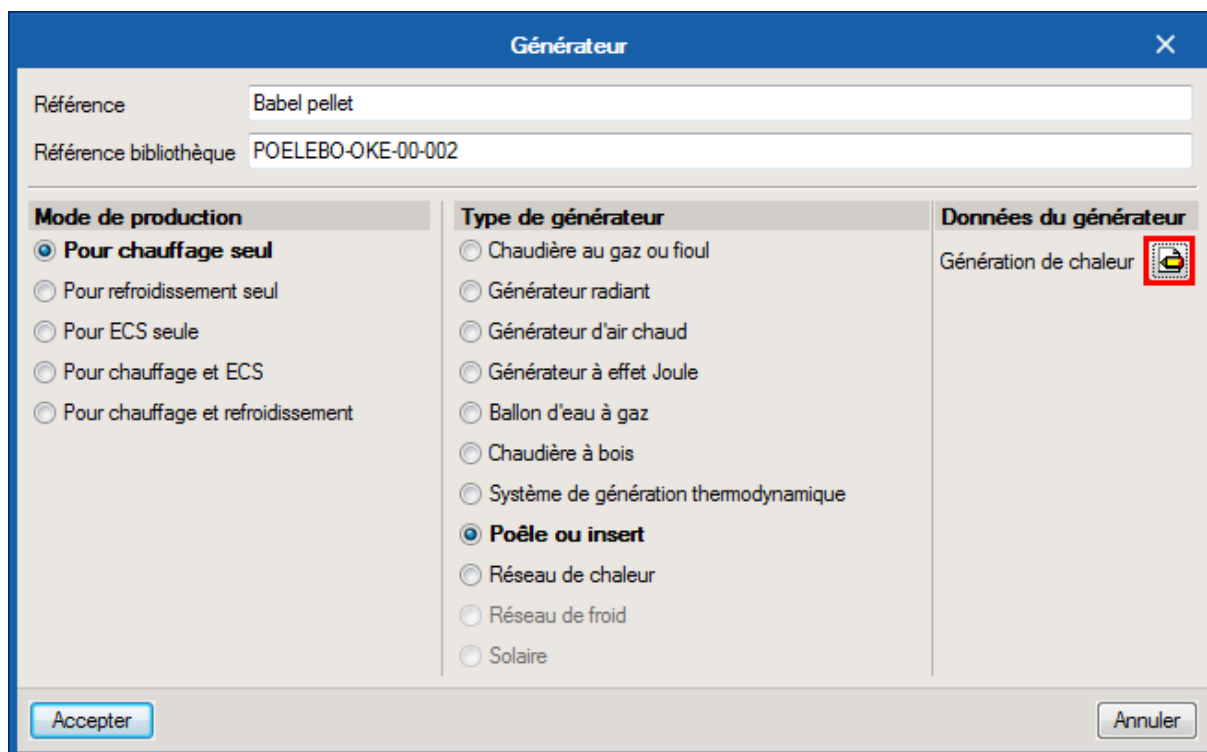 Générateur
Référence
Babel pellet
Référence bibliothèque
POELEBO-OKE-00-002
Mode de production
Pour chauffage seul
Pour refroidissement seul
Pour ECS seule
Pour chauffage et ECS
Pour chauffage et refroidissement
Type de générateur
Chaudière au gaz ou fioul
Générateur radiant
Générateur d'air chaud
Générateur à effet Joule
Ballon d'eau à gaz
Chaudière à bois
Système de génération thermodynamique
Poêle ou insert
Réseau de chaleur
Réseau de froid
Solaire
Données du générateur
Génération de chaleur
Accepter
Annuler